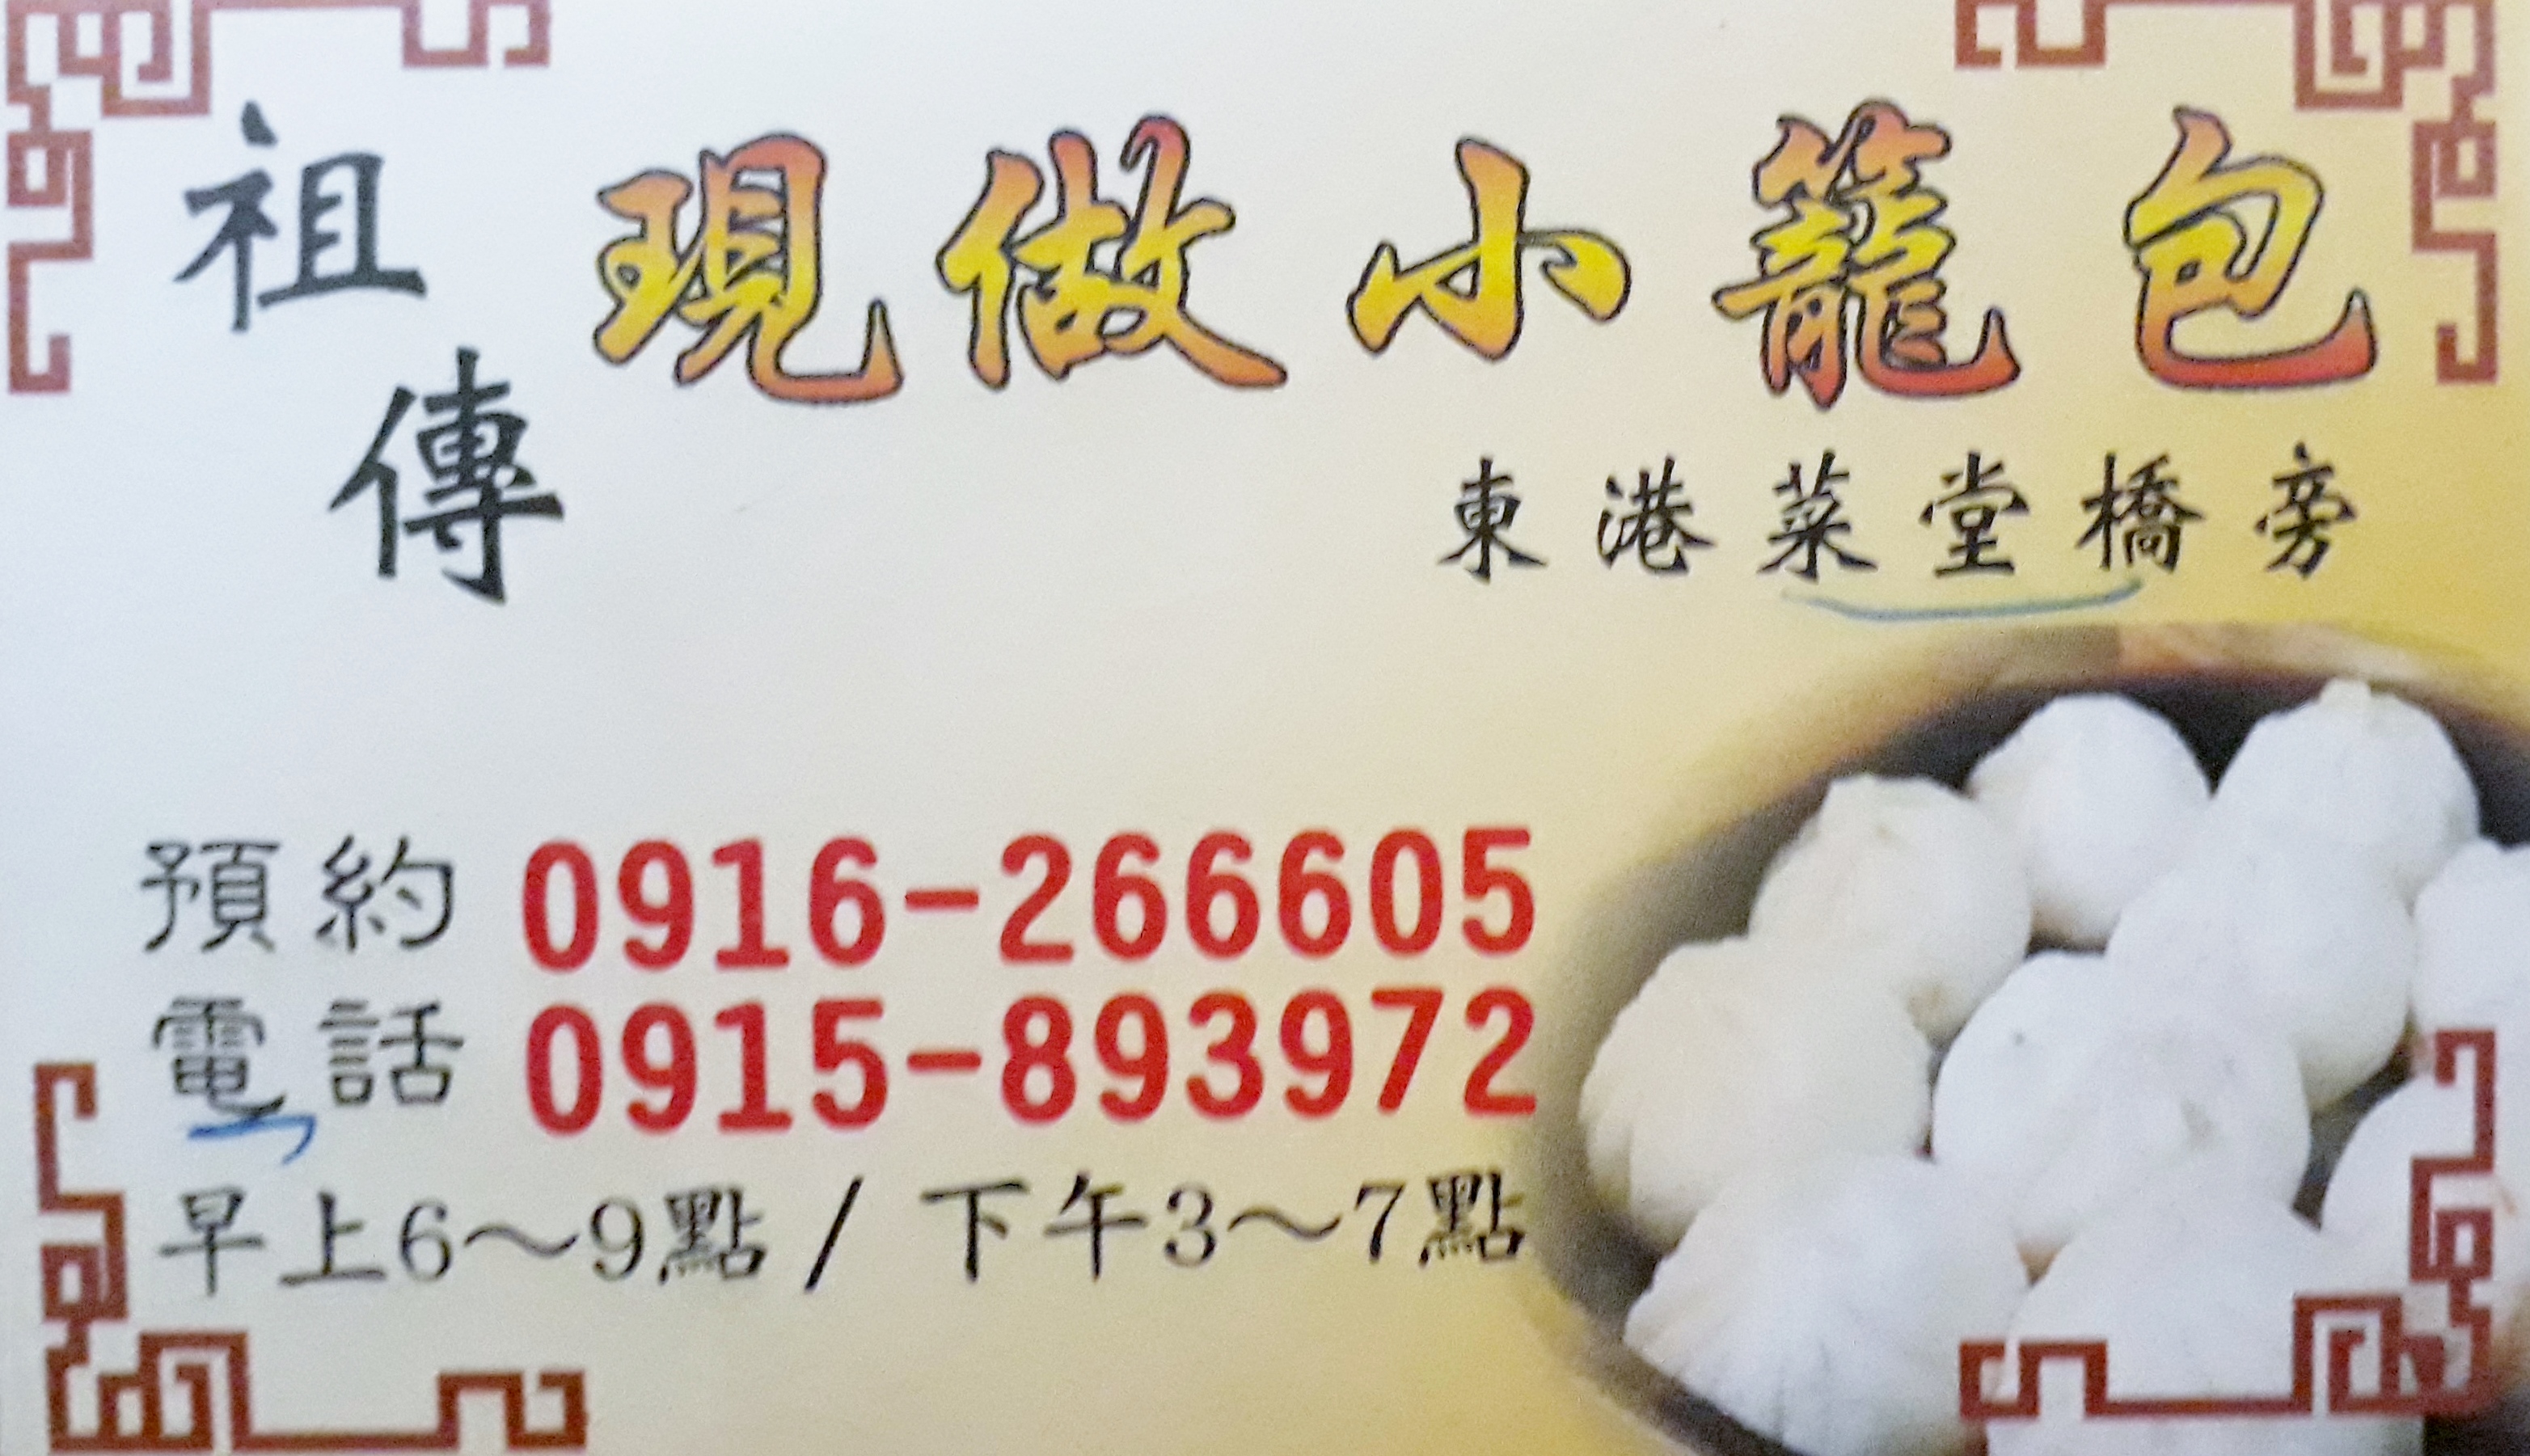 祖傳
現做小籠包
東港菜堂橋旁
預約 0916-266605
電話 0915-893972
早上6～9點 / 下午3～7點